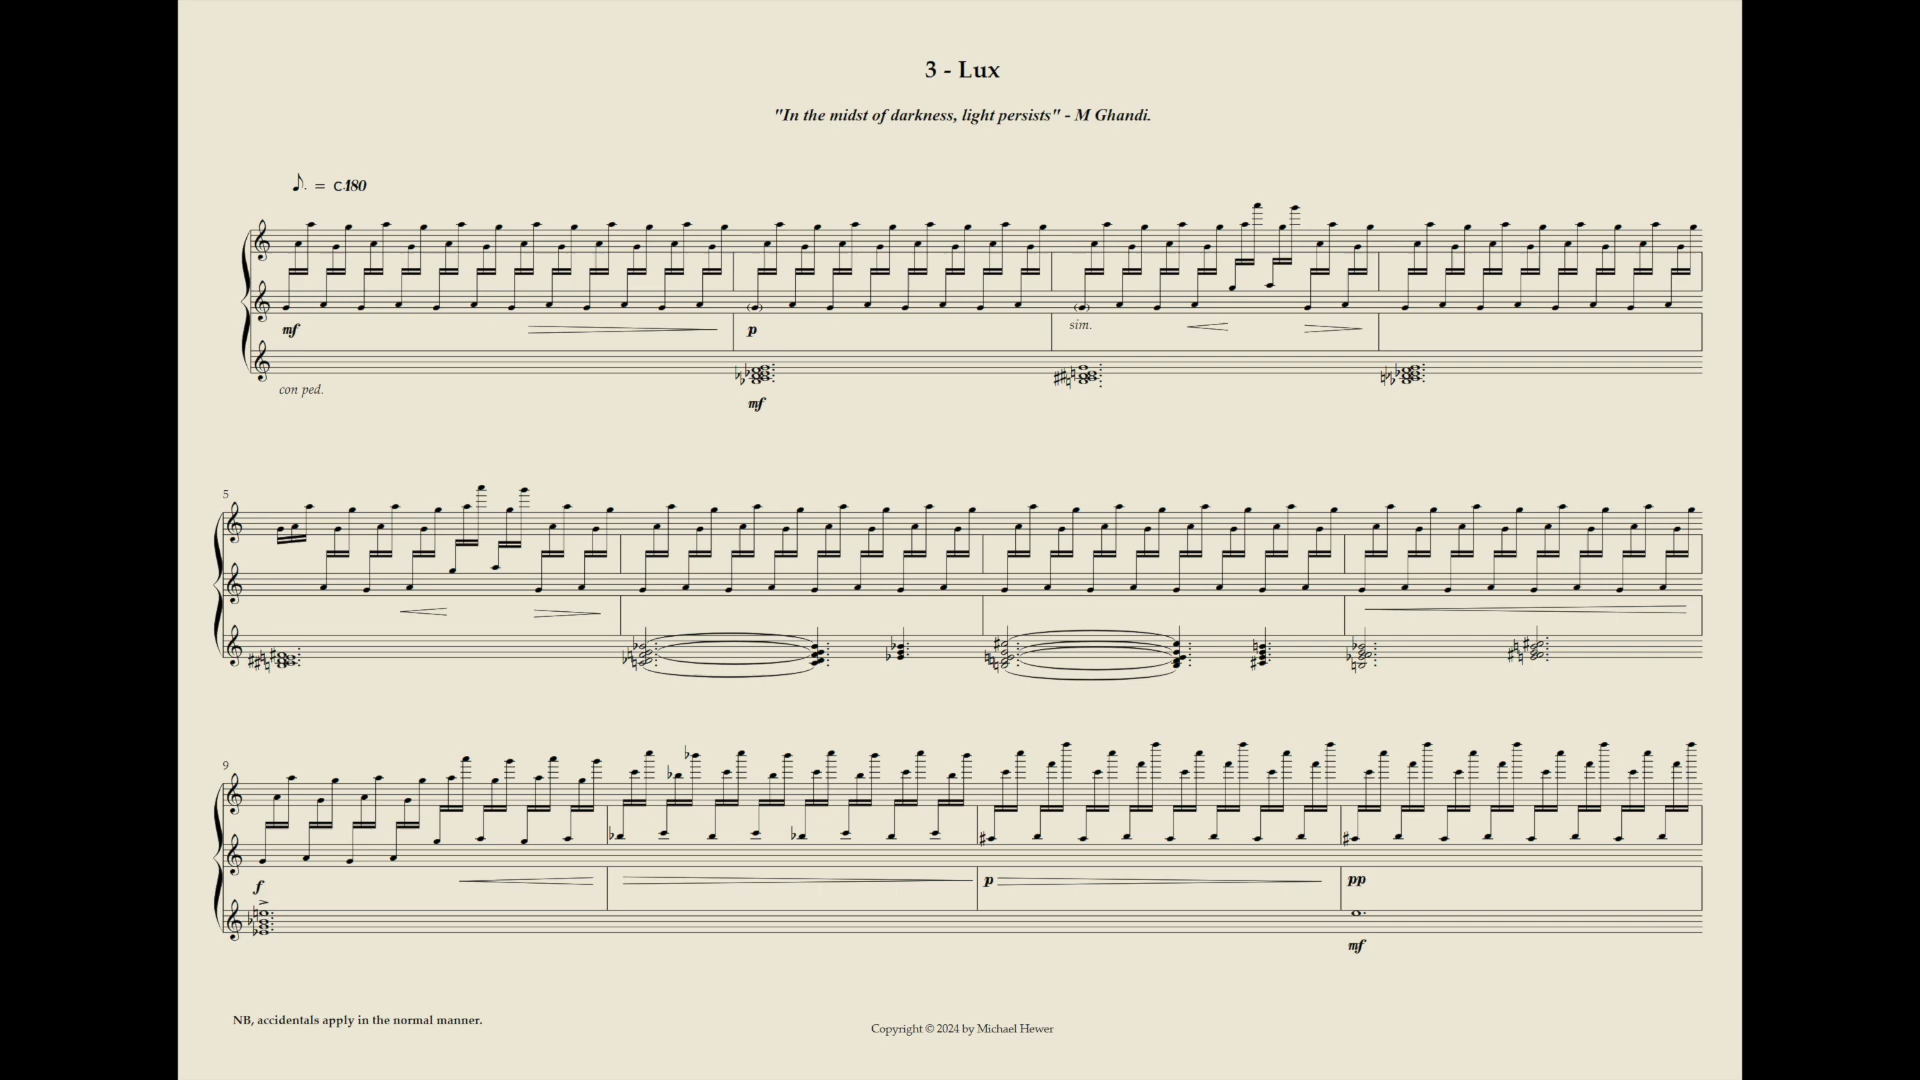 3 - Lux
"In the midst of darkness, light persists" - M Ghandi.
= c.180
mf
p
sim.
con ped.
mf
5
9
f
p
pp
mf
NB, accidentals apply in the normal manner.
Copyright © 2024 by Michael Hewer